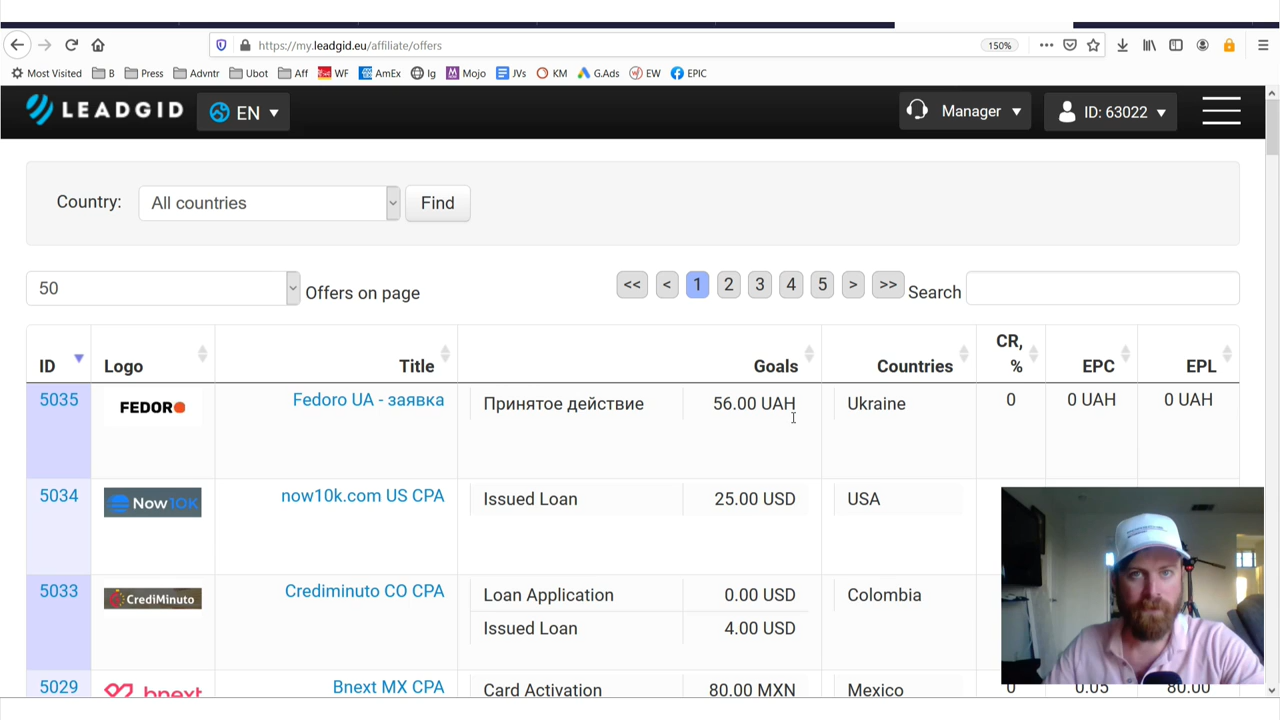 https://my.leadgid.eu/affiliate/offers 150%
Most Visited B Press Advntr Ubot Aff WF AmEx Ig Mojo JVs KM G.Ads EW EPIC
LEADGID EN Manager ID: 63022
Country: All countries Find
50 Offers on page << < 1 2 3 4 5 > >> Search
ID Logo Title Goals Countries CR, % EPC EPL
5035 FEDORO Fedoro UA - заявка Принятое действие 56.00 UAH Ukraine 0 0 UAH 0 UAH
5034 Now10K now10k.com US CPA Issued Loan 25.00 USD USA
5033 CrediMinuto Crediminuto CO CPA Loan Application 0.00 USD Colombia
Issued Loan 4.00 USD
5029 bnext Bnext MX CPA Card Activation 80.00 MXN Mexico 0 0.05 80.00